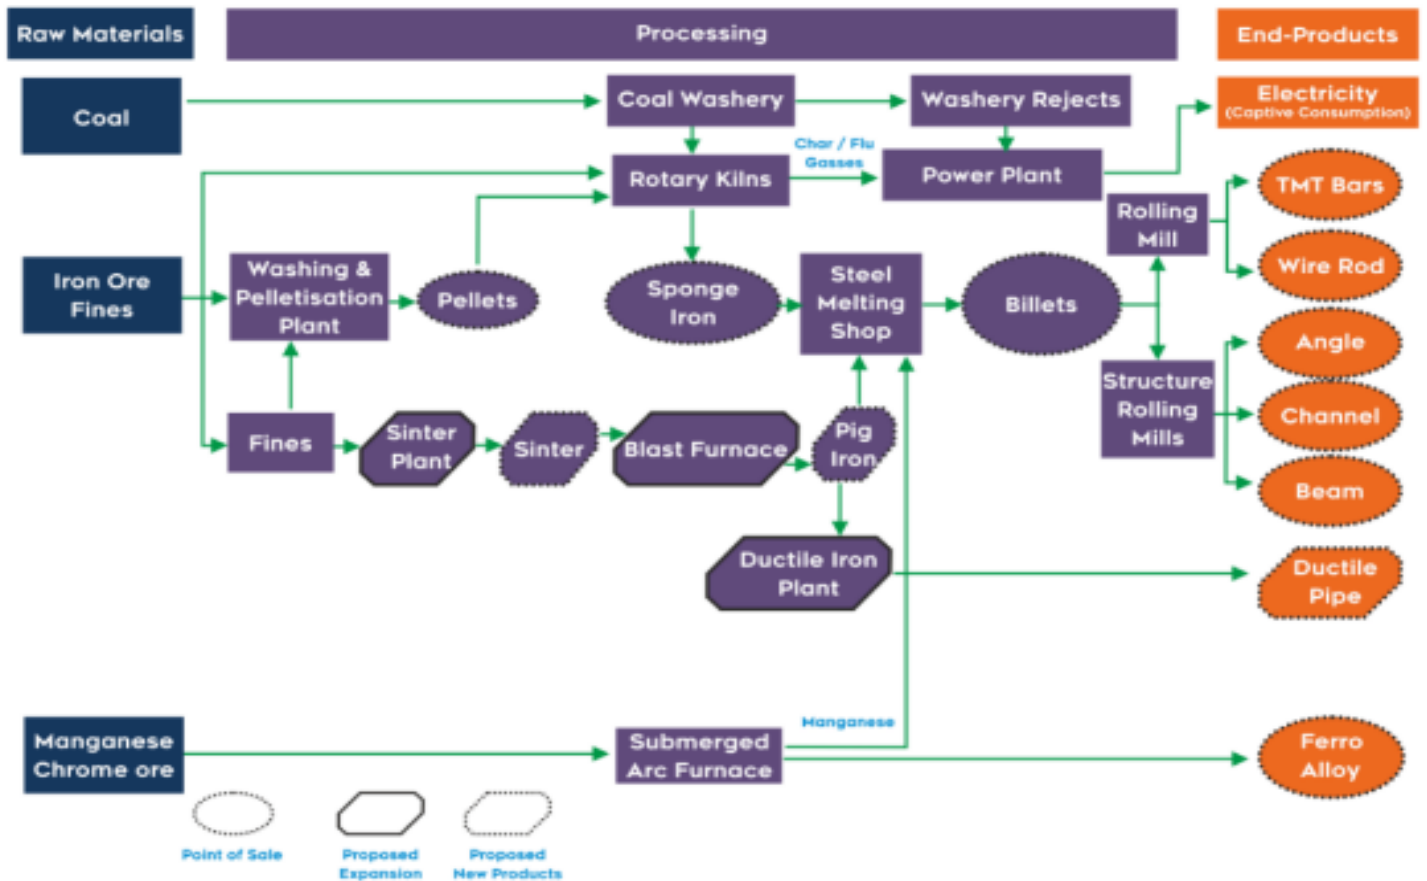 Raw Materials
Processing
End-Products
Coal
Coal Washery
Washery Rejects
Electricity
(Captive Consumption)
Char / Flu
Gasses
Rotary Kilns
Power Plant
TMT Bars
Rolling
Mill
Wire Rod
Iron Ore
Fines
Washing &
Pelletisation
Plant
Pellets
Sponge
Iron
Steel
Melting
Shop
Billets
Angle
Structure
Rolling
Mills
Channel
Beam
Fines
Sinter
Plant
Sinter
Blast Furnace
Pig
Iron
Ductile Iron
Plant
Ductile
Pipe
Manganese
Chrome ore
Submerged
Arc Furnace
Manganese
Ferro
Alloy
Point of Sale
Proposed
Expansion
Proposed
New Products